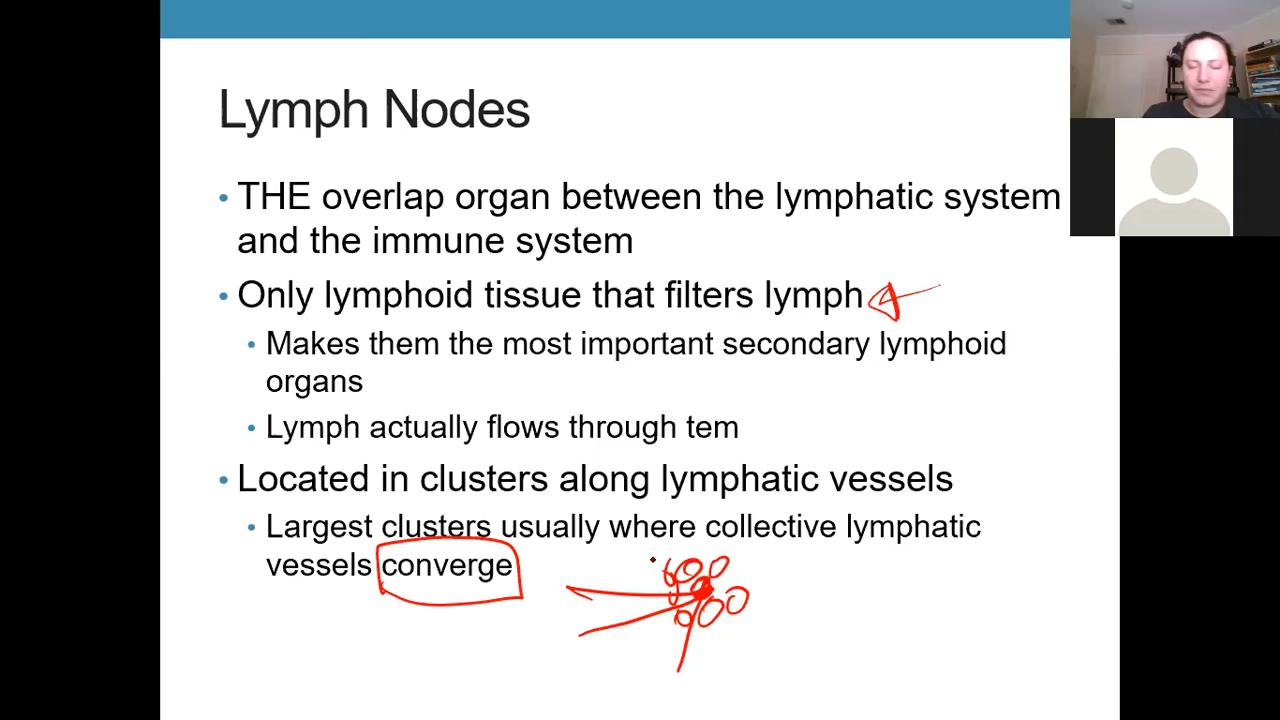 Lymph Nodes
• THE overlap organ between the lymphatic system
and the immune system
• Only lymphoid tissue that filters lymph
• Makes them the most important secondary lymphoid
organs
• Lymph actually flows through tem
• Located in clusters along lymphatic vessels
• Largest clusters usually where collective lymphatic
vessels converge